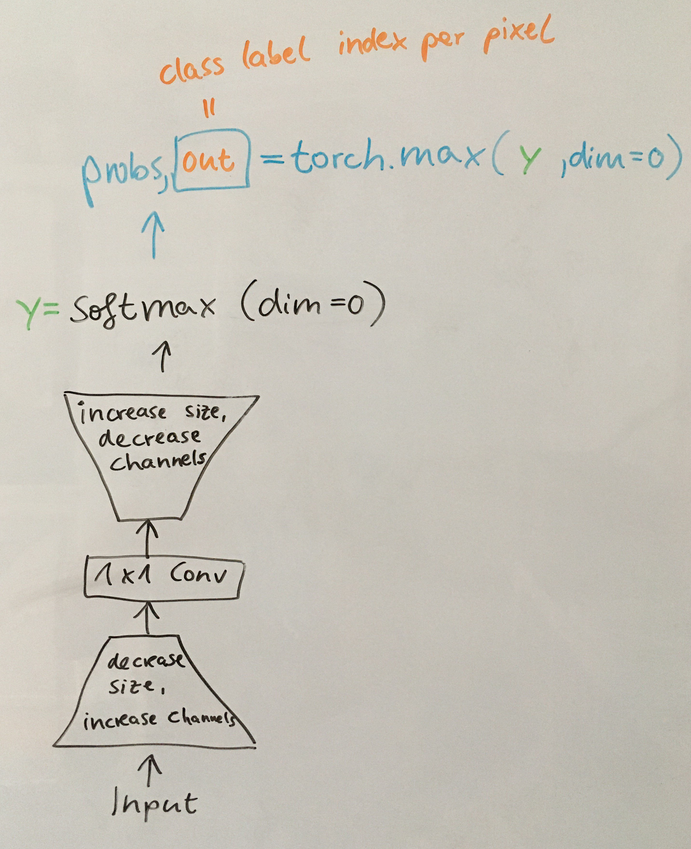 class label index per pixel
=
probs, out = torch.max( y ,dim=0)
y= softmax (dim=0)
increase size,
decrease
channels
1x1 Conv
decrease
size,
increase channels
Input